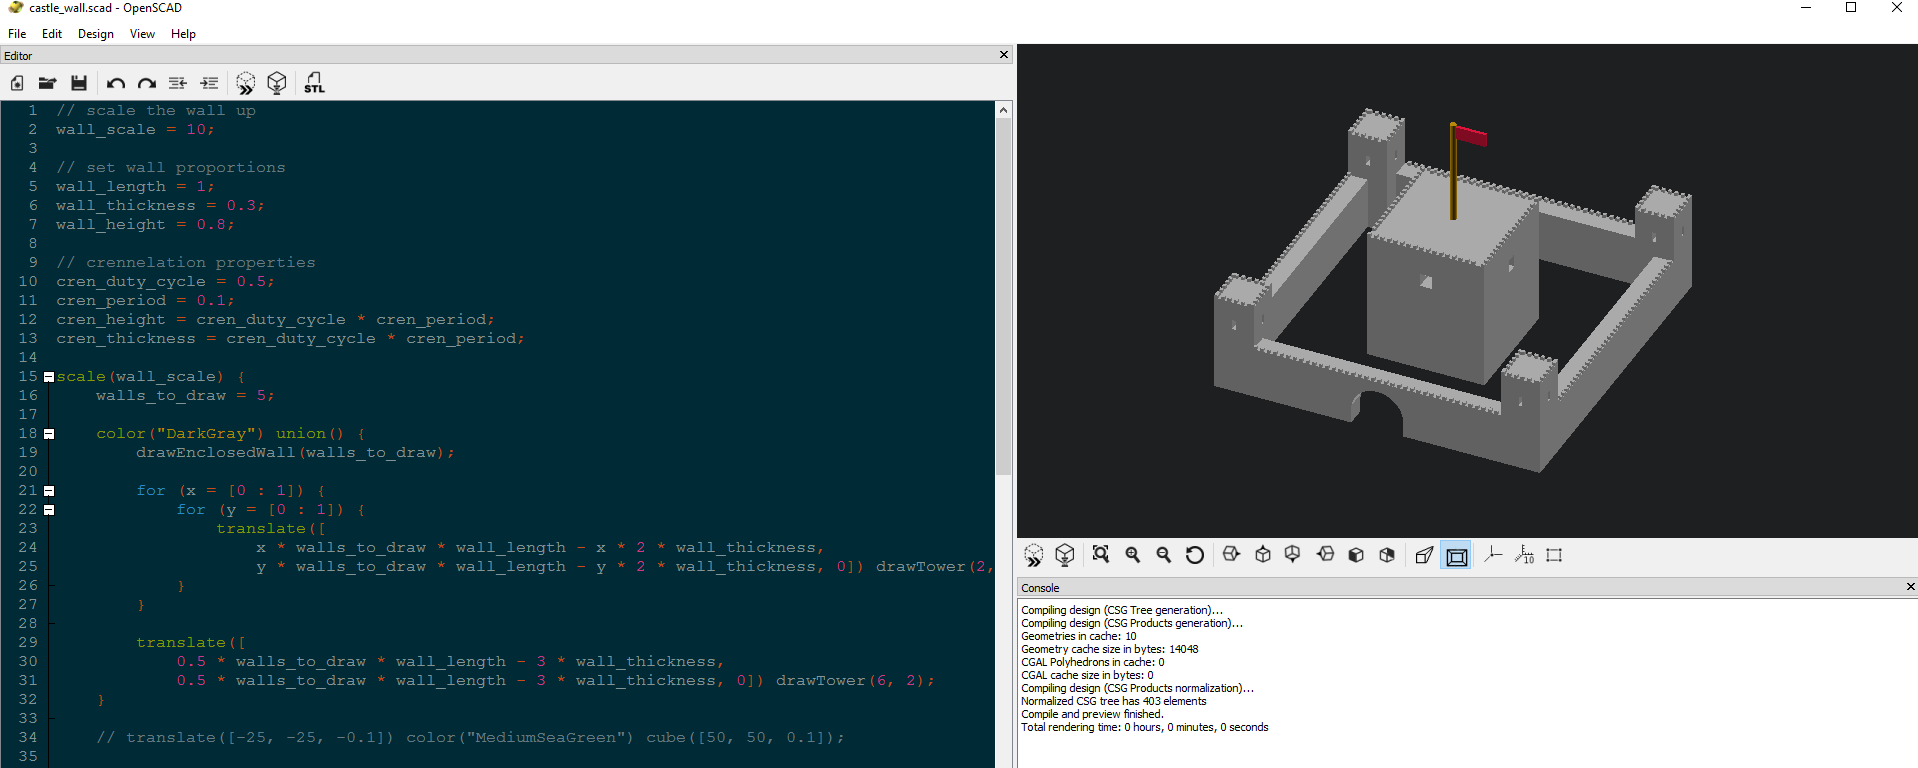 castle_wall.scad - OpenSCAD
File Edit Design View Help
Editor
STL
1 // scale the wall up
2 wall_scale = 10;
3
4 // set wall proportions
5 wall_length = 1;
6 wall_thickness = 0.3;
7 wall_height = 0.8;
8
9 // crennelation properties
10 cren_duty_cycle = 0.5;
11 cren_period = 0.1;
12 cren_height = cren_duty_cycle * cren_period;
13 cren_thickness = cren_duty_cycle * cren_period;
14
15 scale(wall_scale) {
16 walls_to_draw = 5;
17
18 color("DarkGray") union() {
19 drawEnclosedWall(walls_to_draw);
20
21 for (x = [0 : 1]) {
22 for (y = [0 : 1]) {
23 translate([
24 x * walls_to_draw * wall_length - x * 2 * wall_thickness,
25 y * walls_to_draw * wall_length - y * 2 * wall_thickness, 0]) drawTower(2,
26 }
27 }
28
29 translate([
30 0.5 * walls_to_draw * wall_length - 3 * wall_thickness,
31 0.5 * walls_to_draw * wall_length - 3 * wall_thickness, 0]) drawTower(6, 2);
32 }
33
34 // translate([-25, -25, -0.1]) color("MediumSeaGreen") cube([50, 50, 0.1]);
35
10
Console
Compiling design (CSG Tree generation)...
Compiling design (CSG Products generation)...
Geometries in cache: 10
Geometry cache size in bytes: 14048
CGAL Polyhedrons in cache: 0
CGAL cache size in bytes: 0
Compiling design (CSG Products normalization)...
Normalized CSG tree has 403 elements
Compile and preview finished.
Total rendering time: 0 hours, 0 minutes, 0 seconds